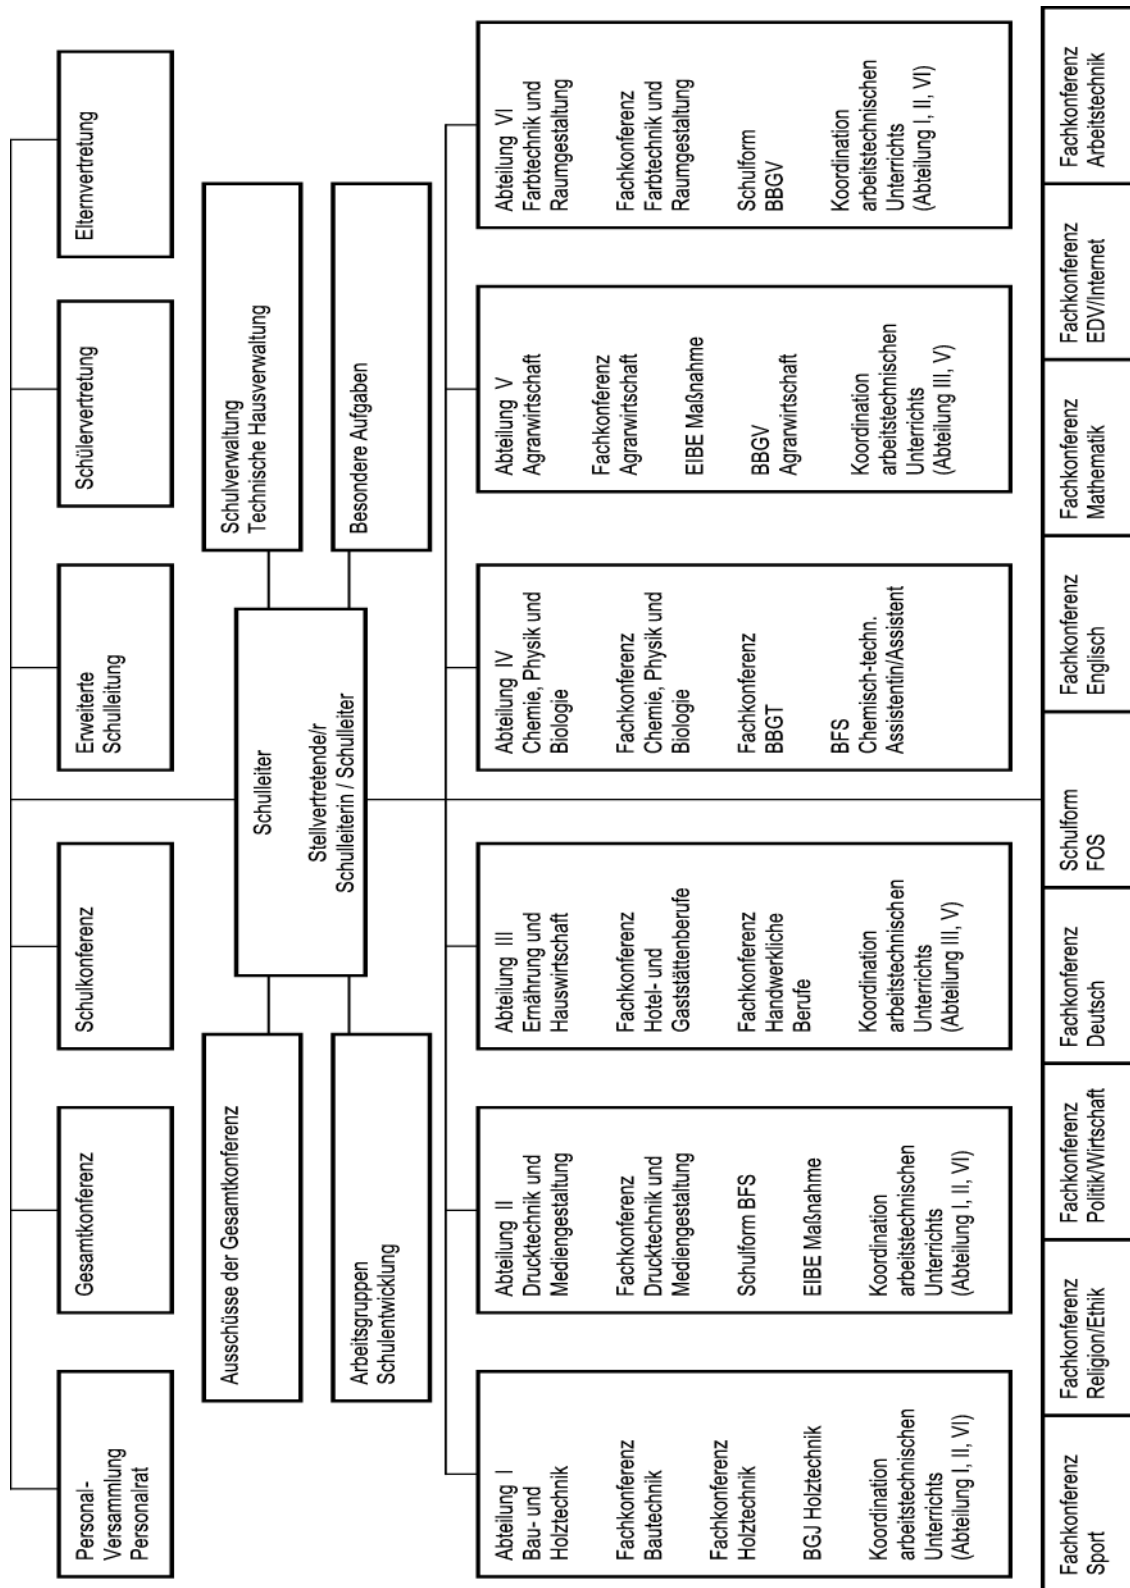 Personal-
Versammlung
Personalrat
Gesamtkonferenz
Schulkonferenz
Erweiterte
Schulleitung
Schülervertretung
Elternvertretung
Ausschüsse der Gesamtkonferenz
Schulleiter
Stellvertretende/r
Schulleiterin / Schulleiter
Schulverwaltung
Technische Hausverwaltung
Arbeitsgruppen
Schulentwicklung
Besondere Aufgaben
Abteilung I
Bau- und
Holztechnik
Fachkonferenz
Bautechnik
Fachkonferenz
Holztechnik
BGJ Holztechnik
Koordination
arbeitstechnischen
Unterrichts
(Abteilung I, II, VI)
Abteilung II
Drucktechnik und
Mediengestaltung
Fachkonferenz
Drucktechnik und
Mediengestaltung
Schulform BFS
EIBE Maßnahme
Koordination
arbeitstechnischen
Unterrichts
(Abteilung I, II, VI)
Abteilung III
Ernährung und
Hauswirtschaft
Fachkonferenz
Hotel- und
Gaststättenberufe
Fachkonferenz
Handwerkliche
Berufe
Koordination
arbeitstechnischen
Unterrichts
(Abteilung III, V)
Abteilung IV
Chemie, Physik und
Biologie
Fachkonferenz
Chemie, Physik und
Biologie
Fachkonferenz
BBGT
BFS
Chemisch-techn.
Assistentin/Assistent
Abteilung V
Agrarwirtschaft
Fachkonferenz
Agrarwirtschaft
EIBE Maßnahme
BBGV
Agrarwirtschaft
Koordination
arbeitstechnischen
Unterrichts
(Abteilung III, V)
Abteilung VI
Farbtechnik und
Raumgestaltung
Fachkonferenz
Farbtechnik und
Raumgestaltung
Schulform
BBGV
Koordination
arbeitstechnischen
Unterrichts
(Abteilung I, II, VI)
Fachkonferenz
Sport
Fachkonferenz
Religion/Ethik
Fachkonferenz
Politik/Wirtschaft
Fachkonferenz
Deutsch
Schulform
FOS
Fachkonferenz
Englisch
Fachkonferenz
Mathematik
Fachkonferenz
EDV/Internet
Fachkonferenz
Arbeitstechnik